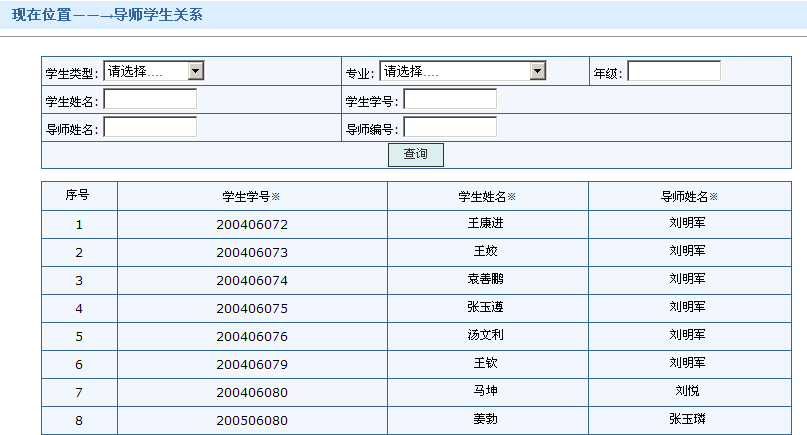 现在位置——→导师学生关系
学生类型: 请选择.... 专业: 请选择.... 年级:
学生姓名: 学生学号:
导师姓名: 导师编号:
查询
序号 学生学号※ 学生姓名※ 导师姓名※
1 200406072 王康进 刘明军
2 200406073 王姣 刘明军
3 200406074 袁善鹏 刘明军
4 200406075 张玉遵 刘明军
5 200406076 汤文利 刘明军
6 200406079 王钦 刘明军
7 200406080 马坤 刘悦
8 200506080 姜勃 张玉璘